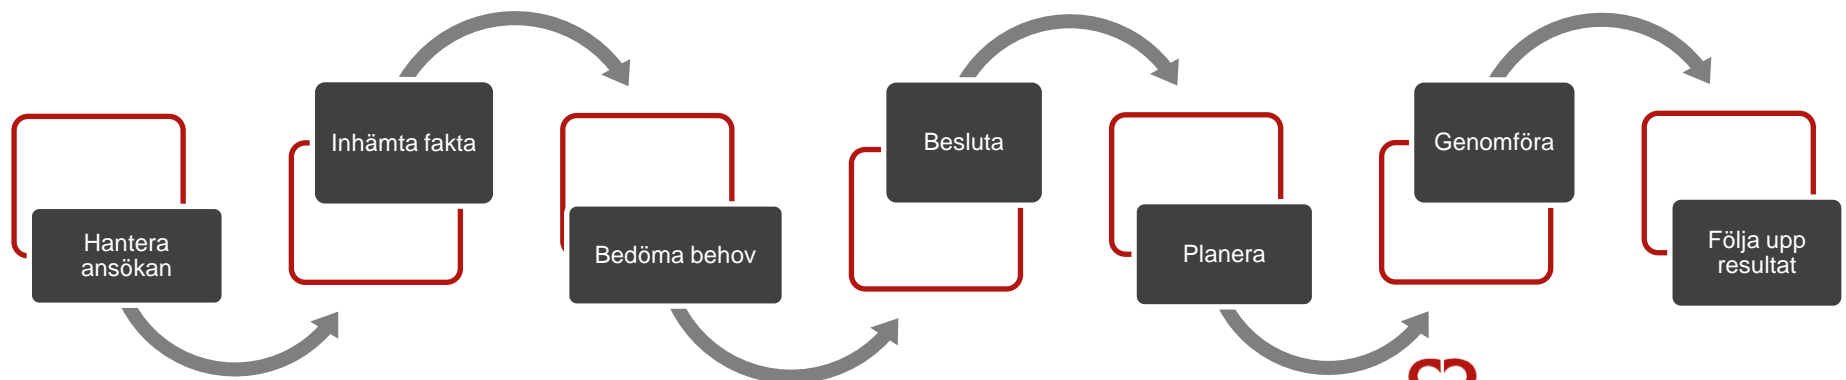 Hantera
ansökan
Inhämta fakta
Bedöma behov
Besluta
Planera
Genomföra
Följa upp
resultat